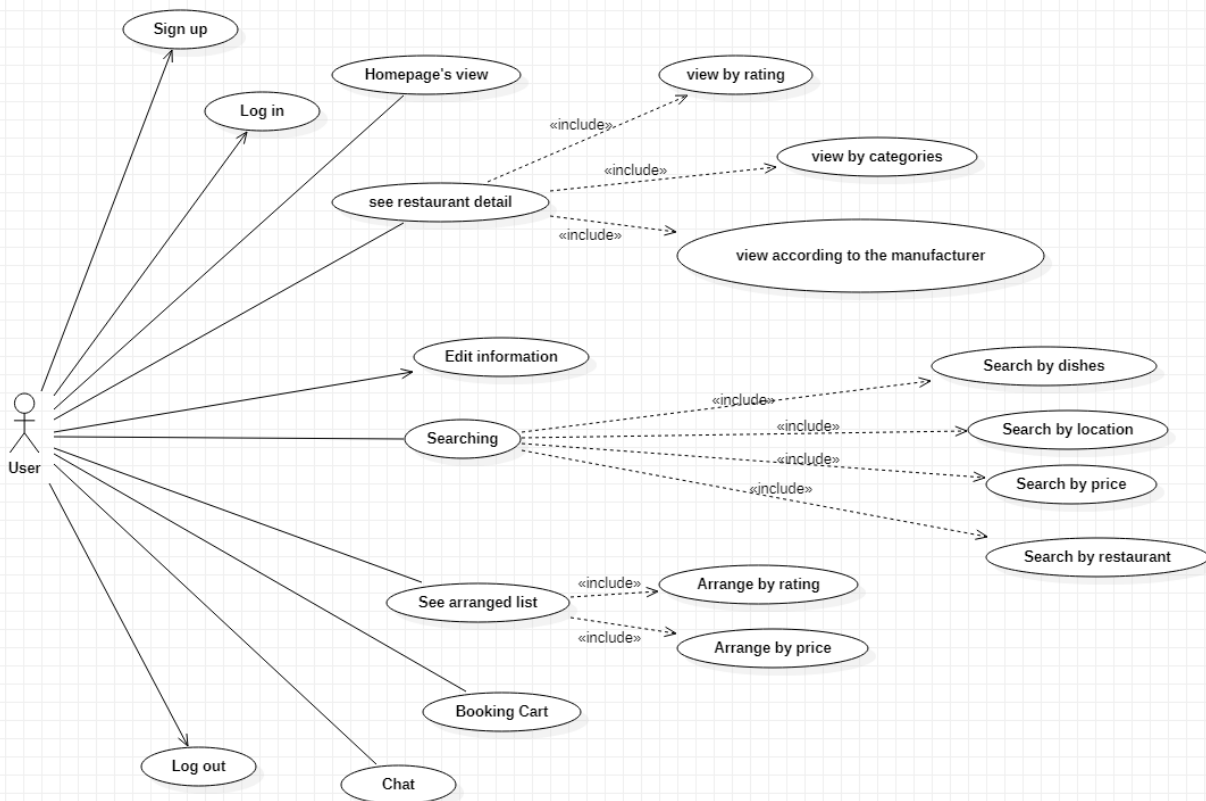 Sign up
Homepage's view
view by rating
Log in
«include»
view by categories
«include»
see restaurant detail
«include»
view according to the manufacturer
Edit information
Search by dishes
«include»
«include»
Search by location
Searching
«include»
User
Search by price
«include»
Search by restaurant
«include»
Arrange by rating
See arranged list
«include»
Arrange by price
Booking Cart
Log out
Chat